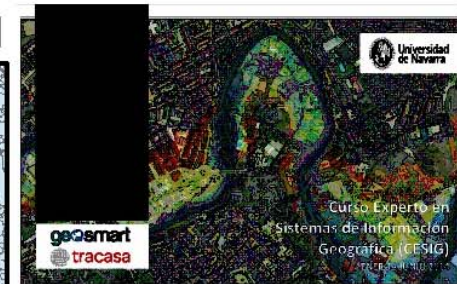 Universidad
de Navarra
Curso Experto en
Sistemas de Información
Geográfica (CESIG)
geosmart
tracasa